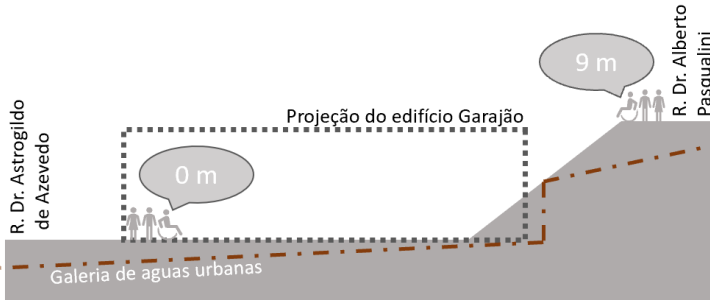 R. Dr. Astrogildo
de Azevedo
0 m
Projeção do edifício Garajão
9 m
R. Dr. Alberto
Pasqualini
Galeria de aguas urbanas